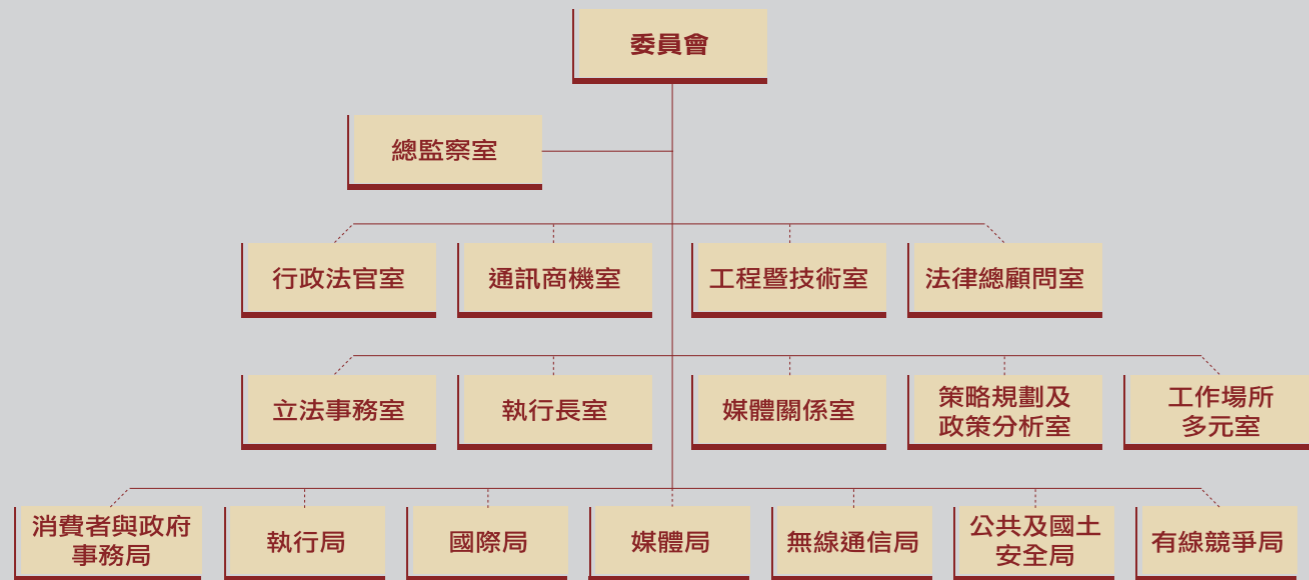 委員會
總監察室
行政法官室
通訊商機室
工程暨技術室
法律總顧問室
立法事務室
執行長室
媒體關係室
策略規劃及
政策分析室
工作場所
多元室
消費者與政府
事務局
執行局
國際局
媒體局
無線通信局
公共及國土
安全局
有線競爭局